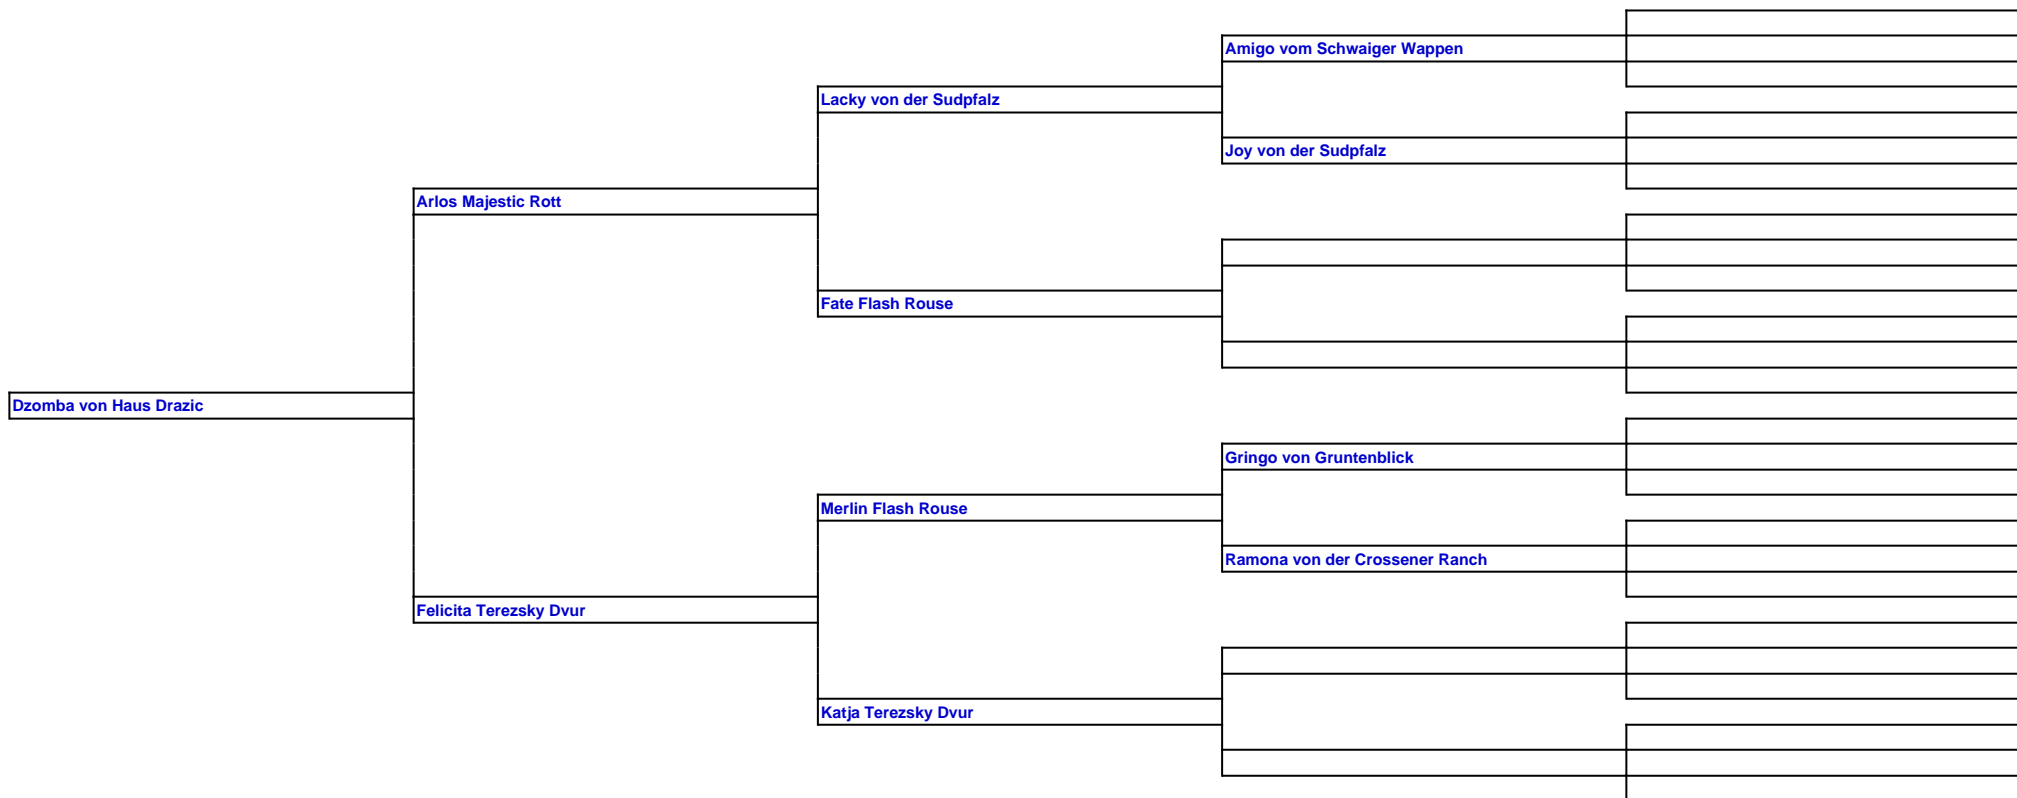 Amigo vom Schwaiger Wappen
Lacky von der Sudpfalz
Joy von der Sudpfalz
Arlos Majestic Rott
Fate Flash Rouse
Dzomba von Haus Drazic
Gringo von Gruntenblick
Merlin Flash Rouse
Ramona von der Crossener Ranch
Felicita Terezsky Dvur
Katja Terezsky Dvur